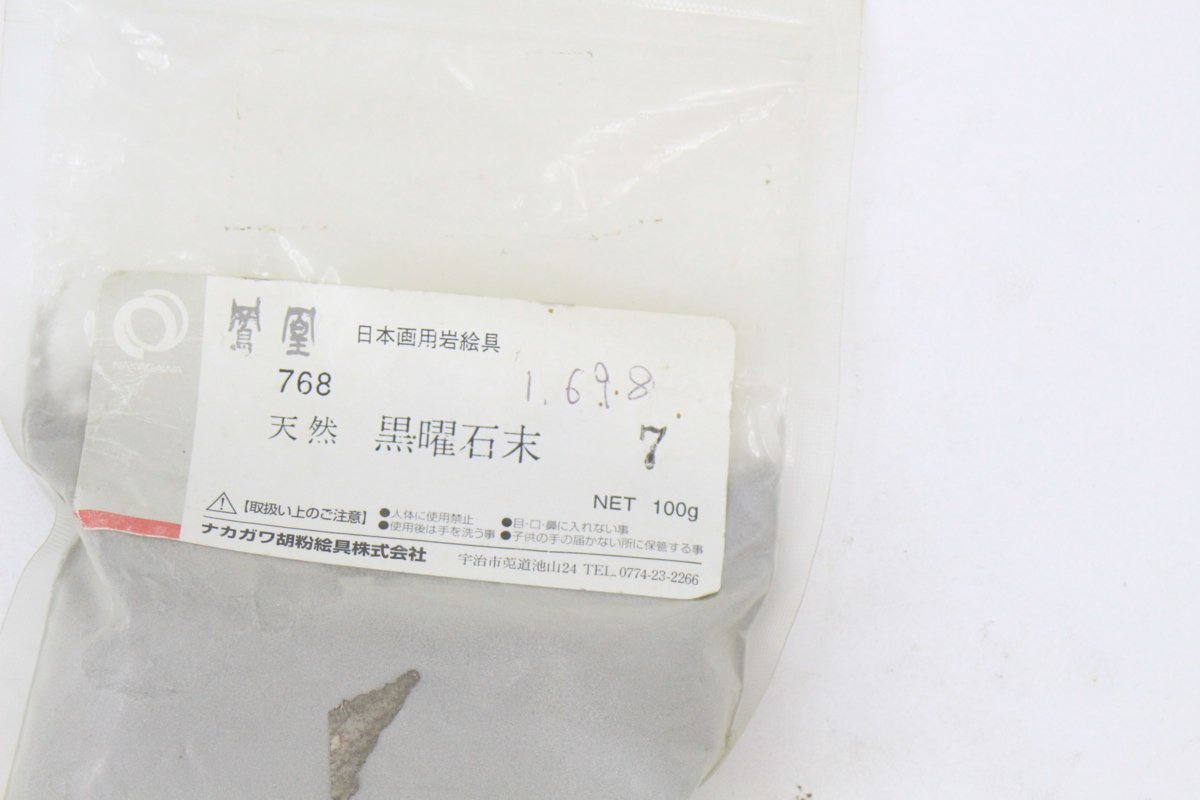 NAKAGAWA
鳳凰 日本画用岩絵具
768
1.698
天然 黒曜石末 7
NET 100g
【取扱い上のご注意】
●人体に使用禁止 ●目・口・鼻に入れない事
●使用後は手を洗う事 ●子供の手の届かない所に保管する事
ナカガワ胡粉絵具株式会社 宇治市莵道池山24 TEL.0774-23-2266